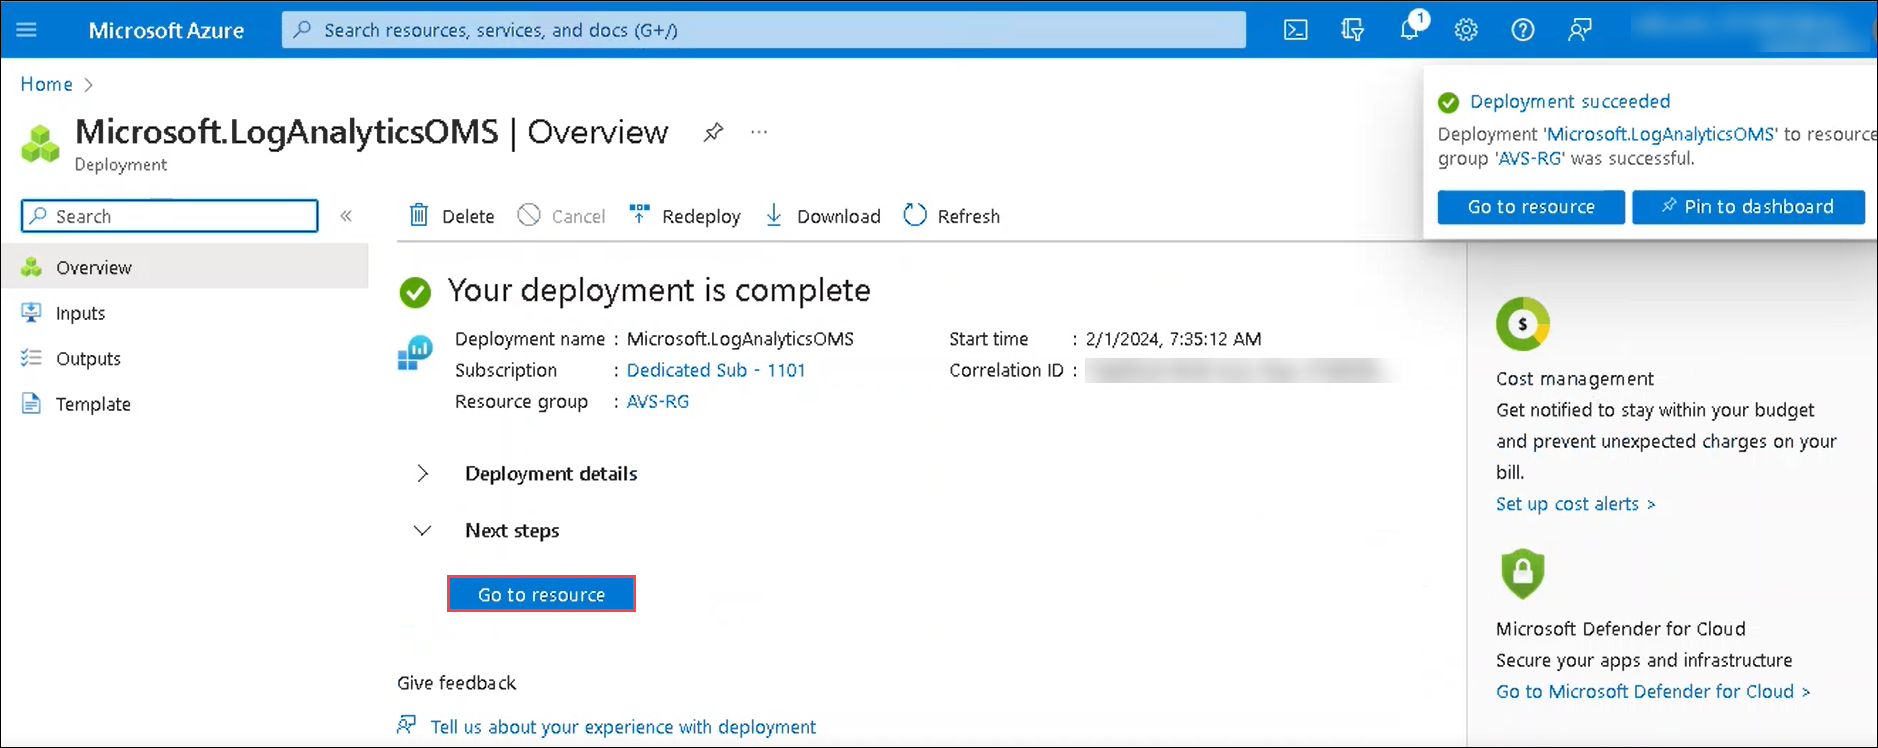 Microsoft Azure
Search resources, services, and docs (G+/)
1
Home
Microsoft.LogAnalyticsOMS | Overview
Deployment
Deployment succeeded
Deployment 'Microsoft.LogAnalyticsOMS' to resource
group 'AVS-RG' was successful.
Go to resource
Pin to dashboard
Search
Delete
Cancel
Redeploy
Download
Refresh
Overview
Inputs
Outputs
Template
Your deployment is complete
Deployment name : Microsoft.LogAnalyticsOMS
Subscription : Dedicated Sub - 1101
Resource group : AVS-RG
Start time : 2/1/2024, 7:35:12 AM
Correlation ID :
Deployment details
Next steps
Go to resource
Give feedback
Tell us about your experience with deployment
$
Cost management
Get notified to stay within your budget
and prevent unexpected charges on your
bill.
Set up cost alerts >
Microsoft Defender for Cloud
Secure your apps and infrastructure
Go to Microsoft Defender for Cloud >